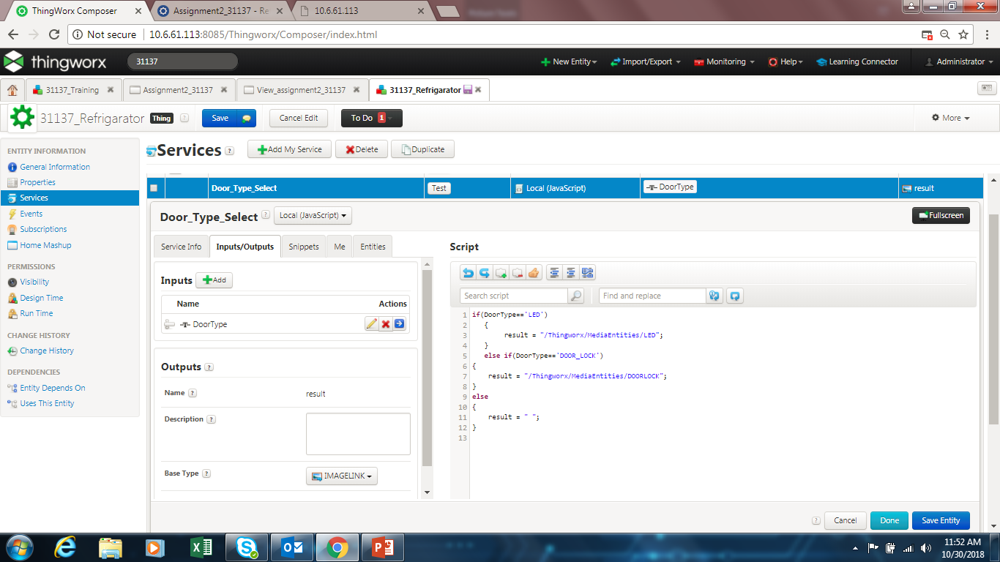 ThingWorx Composer
Assignment2_31137 - Re
10.6.61.113
Not secure 10.6.61.113:8085/Thingworx/Composer/index.html
thingworx 31137 New Entity Import/Export Monitoring Help Learning Connector Administrator
31137_Training Assignment2_31137 View_assignment2_31137 31137_Refrigarator
31137_Refrigarator Thing ? Save Cancel Edit To Do 1 More
ENTITY INFORMATION
General Information
Properties
Services
Events
Subscriptions
Home Mashup
PERMISSIONS
Visibility
Design Time
Run Time
CHANGE HISTORY
Change History
DEPENDENCIES
Entity Depends On
Uses This Entity
Services ? Add My Service Delete Duplicate
Door_Type_Select Test Local (JavaScript) DoorType result
Door_Type_Select ? Local (JavaScript) Fullscreen
Service Info Inputs/Outputs Snippets Me Entities
Inputs Add
Name Actions
DoorType
Outputs ?
Name ? result
Description ?
Base Type ? IMAGELINK
Script
Search script Find and replace
1 if(DoorType=='LED')
2 {
3 result = "/Thingworx/MediaEntities/LED";
4 }
5 else if(DoorType=='DOOR_LOCK')
6 {
7 result = "/Thingworx/MediaEntities/DOORLOCK";
8 }
9 else
10 {
11 result = " ";
12 }
13
? Cancel Done Save Entity
11:52 AM
10/30/2018